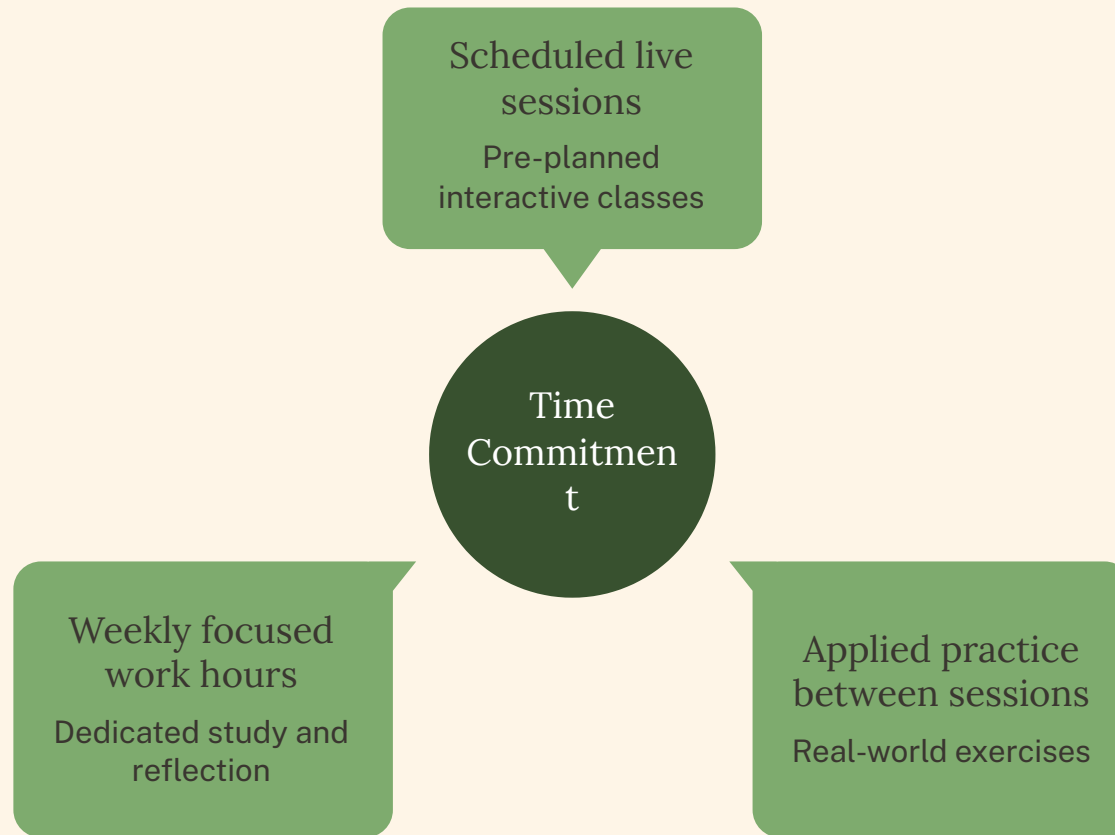 Scheduled live
sessions
Pre-planned
interactive classes
Time
Commitmen
t
Weekly focused
work hours
Dedicated study and
reflection
Applied practice
between sessions
Real-world exercises